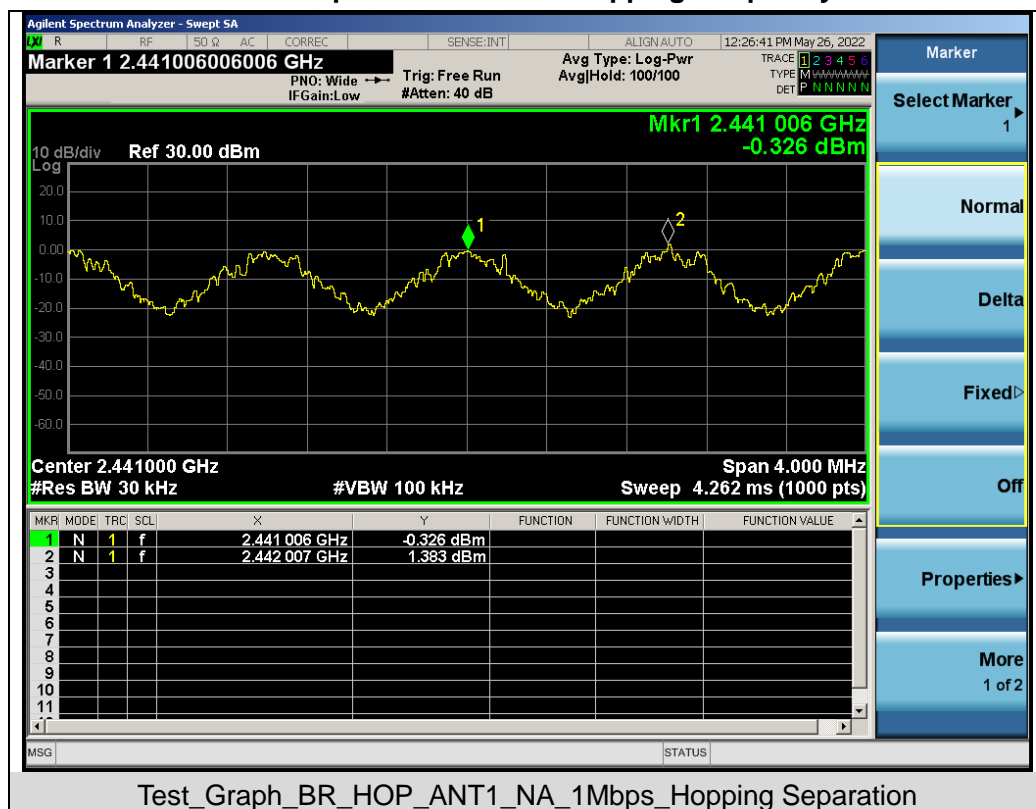 Agilent Spectrum Analyzer - Swept SA
LXI R RF 50 Ω AC CORREC SENSE:INT ALIGN AUTO 12:26:41 PM May 26, 2022
Marker 1 2.441006006006 GHz
PNO: Wide
IFGain:Low
Trig: Free Run
#Atten: 40 dB
Avg Type: Log-Pwr
Avg|Hold: 100/100
TRACE 1 2 3 4 5 6
TYPE M
DET P N N N N N
Mkr1 2.441 006 GHz
-0.326 dBm
10 dB/div Ref 30.00 dBm
Log
20.0
10.0
0.00
-10.0
-20.0
-30.0
-40.0
-50.0
-60.0
1
2
Center 2.441000 GHz Span 4.000 MHz
#Res BW 30 kHz #VBW 100 kHz Sweep 4.262 ms (1000 pts)
MKR MODE TRC SCL X Y FUNCTION FUNCTION WIDTH FUNCTION VALUE
1 N 1 f 2.441 006 GHz -0.326 dBm
2 N 1 f 2.442 007 GHz 1.383 dBm
3
4
5
6
7
8
9
10
11
MSG STATUS
Marker
Select Marker
1
Normal
Delta
Fixed
Off
Properties
More
1 of 2
Test_Graph_BR_HOP_ANT1_NA_1Mbps_Hopping Separation